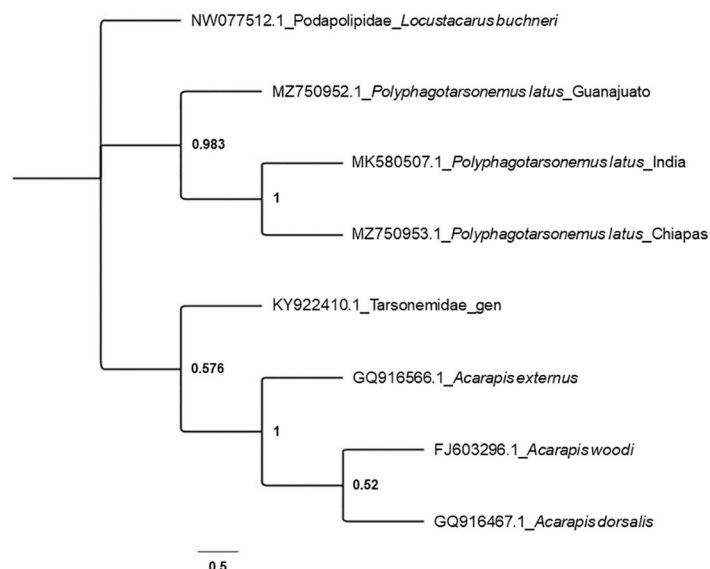 NW077512.1_Podapolipidae_Locustacarus buchneri
MZ750952.1_Polyphagotarsonemus latus_Guanajuato
0.983
MK580507.1_Polyphagotarsonemus latus_India
1
MZ750953.1_Polyphagotarsonemus latus_Chiapas
KY922410.1_Tarsonemidae_gen
0.576
GQ916566.1_Acarapis externus
1
FJ603296.1_Acarapis woodi
0.52
GQ916467.1_Acarapis dorsalis
0.5